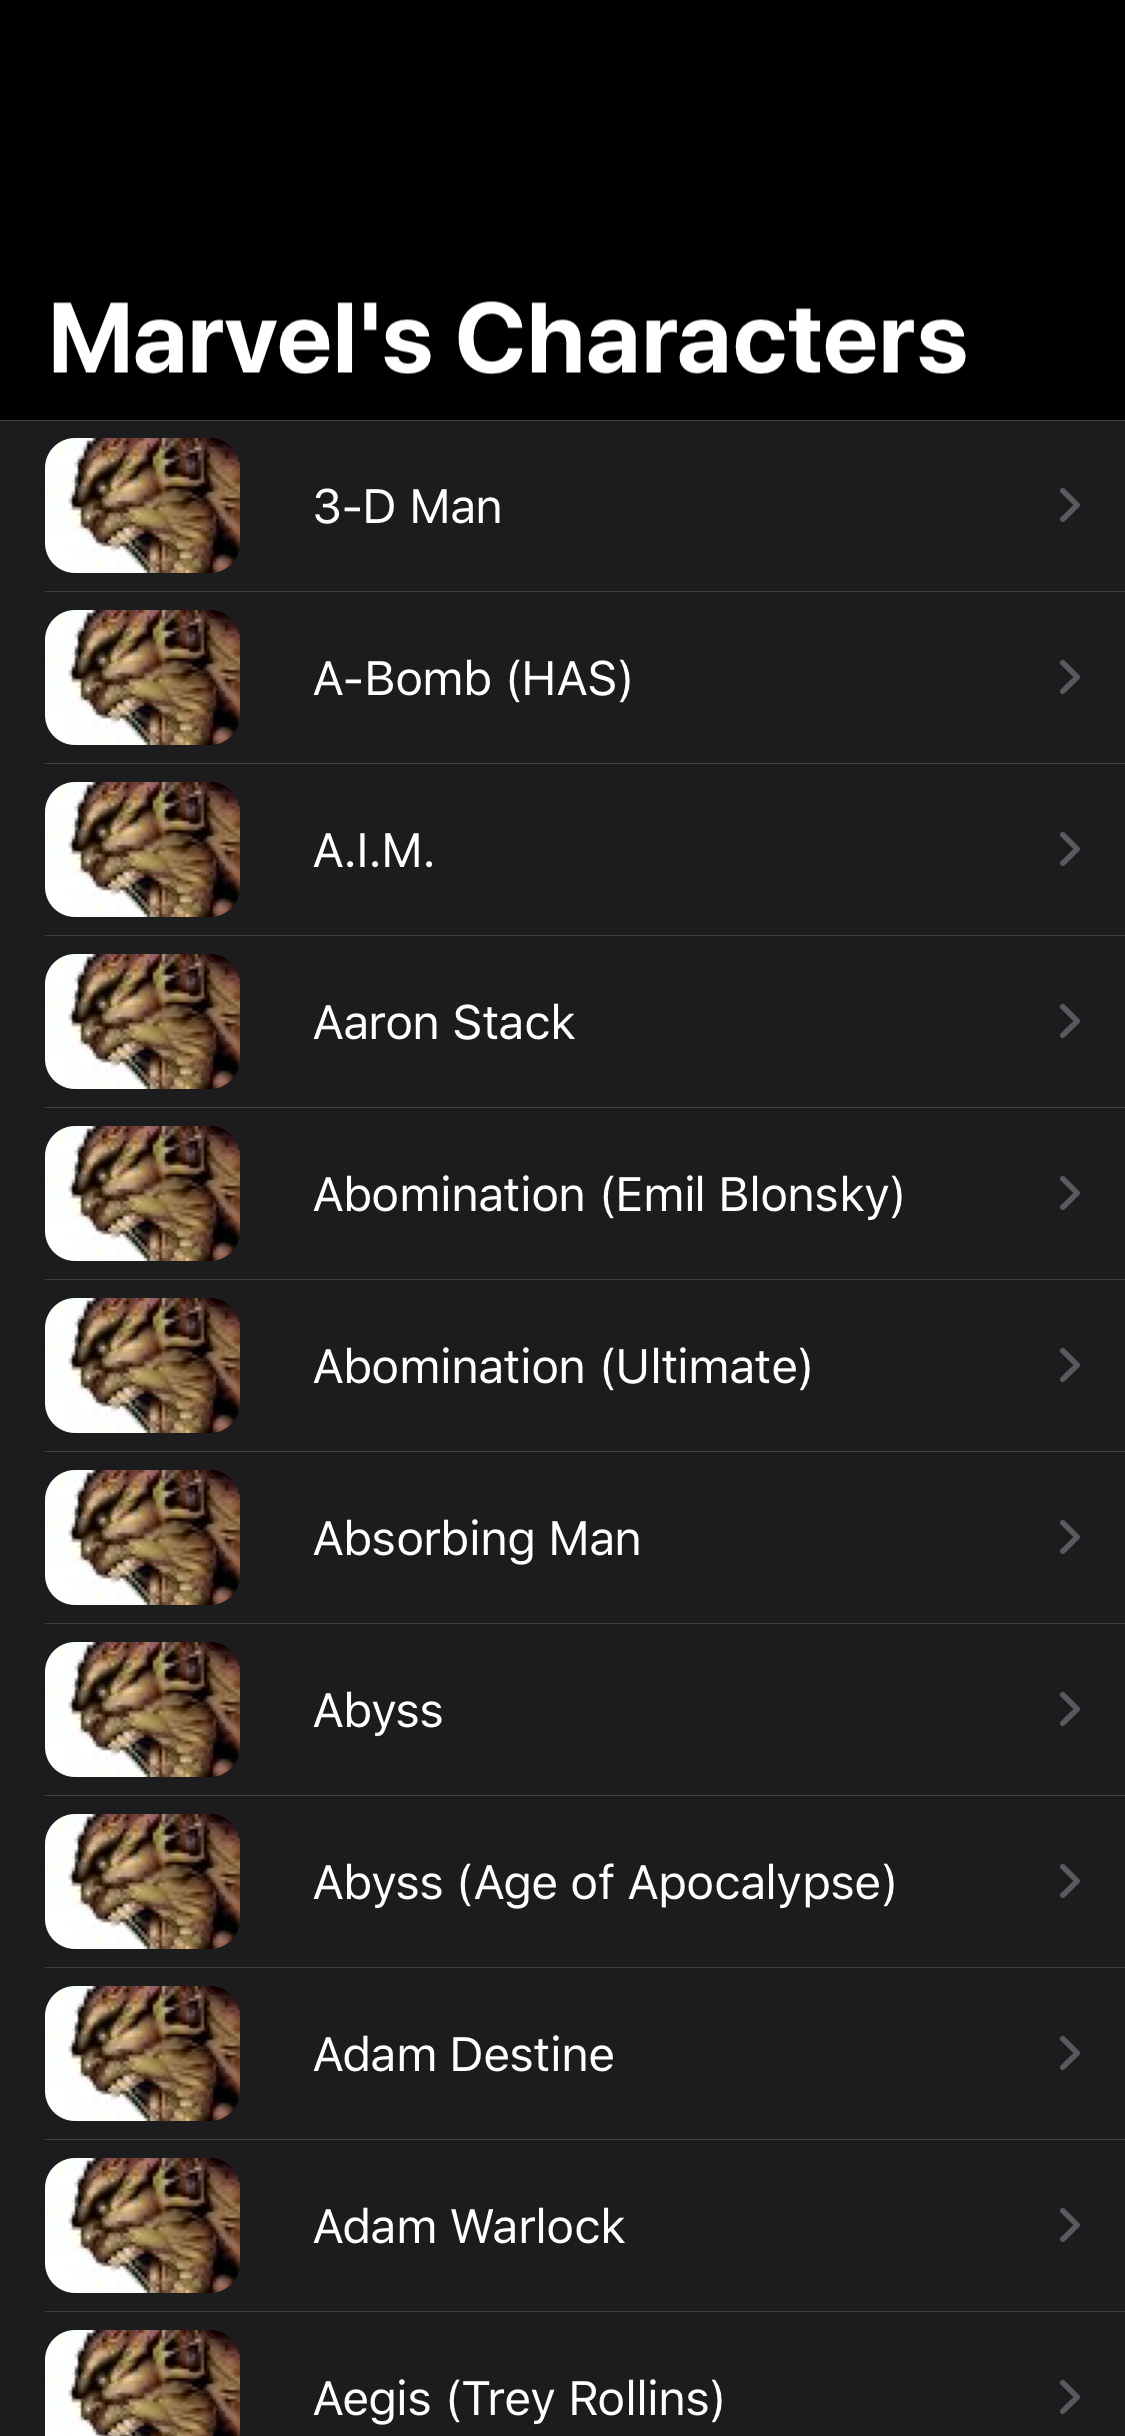 Marvel's Characters
3-D Man
A-Bomb (HAS)
A.I.M.
Aaron Stack
Abomination (Emil Blonsky)
Abomination (Ultimate)
Absorbing Man
Abyss
Abyss (Age of Apocalypse)
Adam Destine
Adam Warlock
Aegis (Trey Rollins)